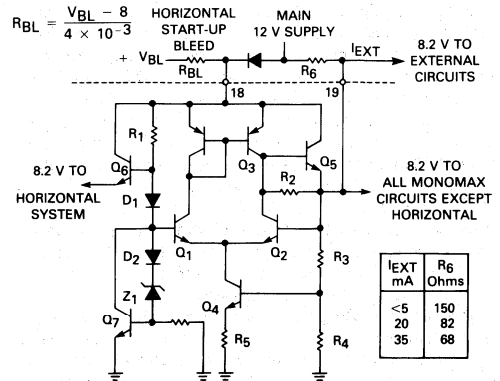 R_BL = (V_BL − 8) / (4 × 10⁻³)
HORIZONTAL
START-UP
BLEED
MAIN
12 V SUPPLY
+ V_BL
R_BL
R6
I_EXT
8.2 V TO
EXTERNAL
CIRCUITS
18
19
R1
Q6
Q3
Q5
8.2 V TO
HORIZONTAL
SYSTEM
D1
R2
8.2 V TO
ALL MONOMAX
CIRCUITS EXCEPT
HORIZONTAL
Q1
Q2
D2
R3
Z1
Q4
Q7
R5
R4
I_EXT mA R6 Ohms
<5 150
20 82
35 68